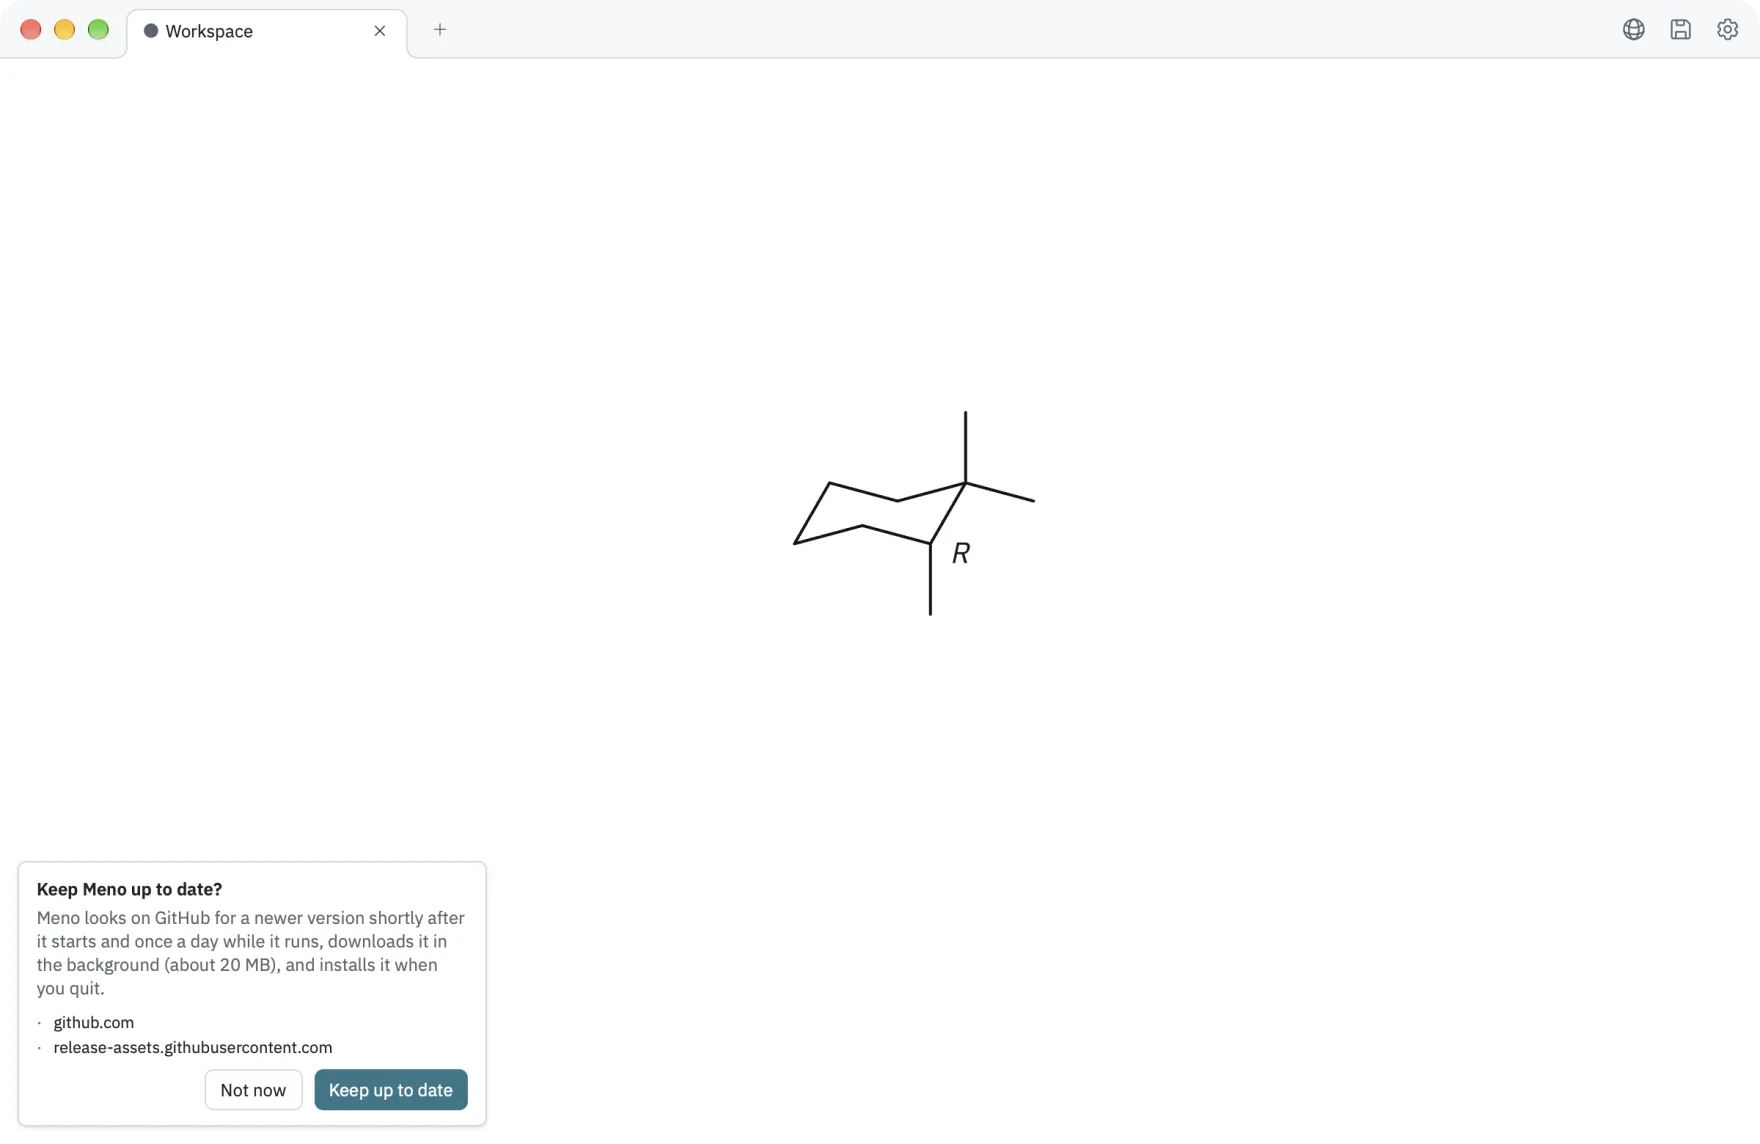 Workspace
R
Keep Meno up to date?
Meno looks on GitHub for a newer version shortly after
it starts and once a day while it runs, downloads it in
the background (about 20 MB), and installs it when
you quit.
· github.com
· release-assets.githubusercontent.com
Not now
Keep up to date